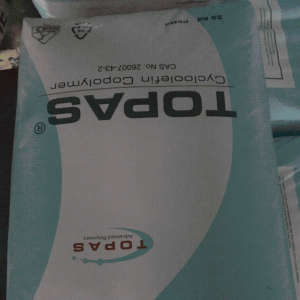 TOPAS
Advanced Polymers
TOPAS®
Cycloolefin Copolymer
CAS No. 26007-43-2